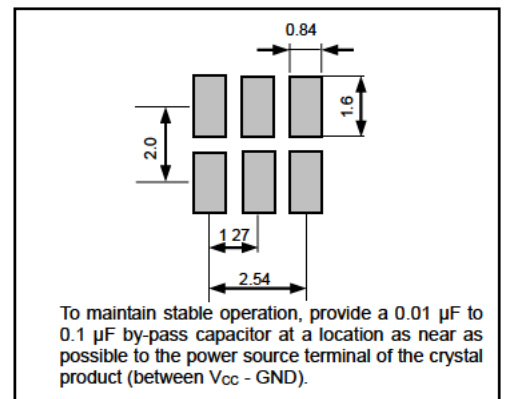 0.84
1.6
2.0
1 27
2.54
To maintain stable operation, provide a 0.01 µF to
0.1 µF by-pass capacitor at a location as near as
possible to the power source terminal of the crystal
product (between Vcc - GND).